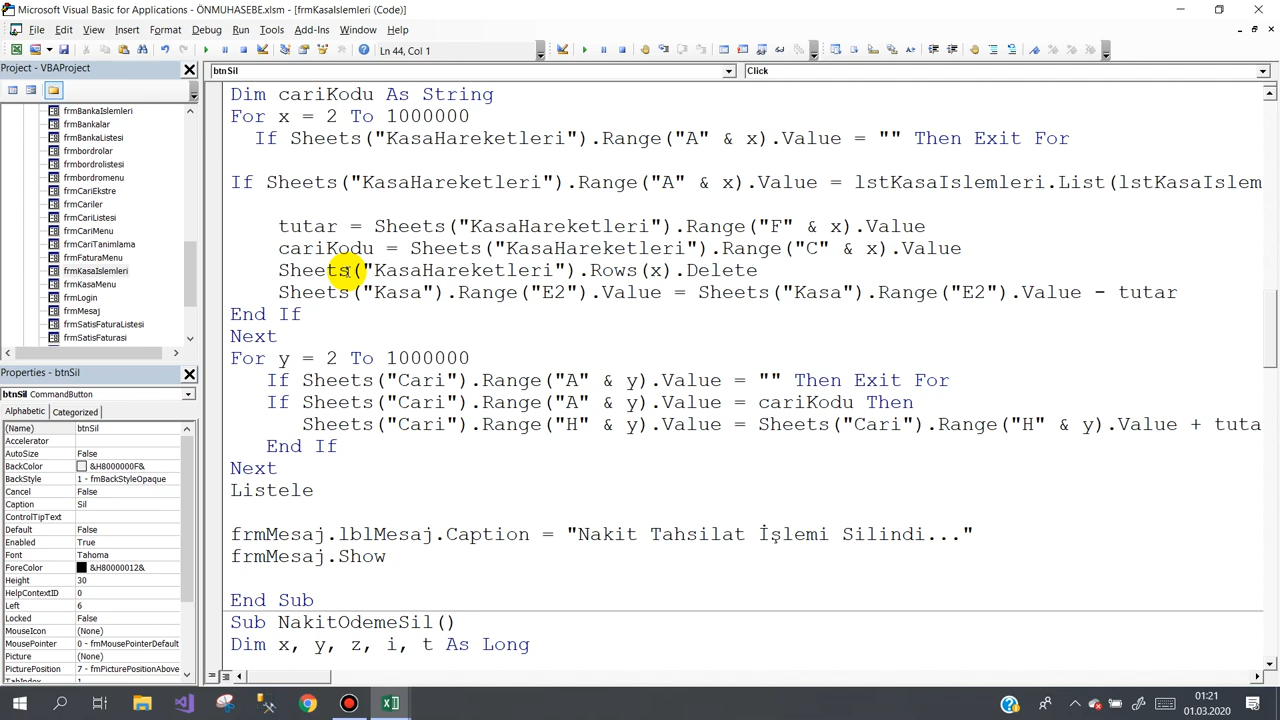 Microsoft Visual Basic for Applications - ÖNMUHASEBE.xlsm - [frmKasaIslemleri (Code)]
File Edit View Insert Format Debug Run Tools Add-Ins Window Help
Ln 44, Col 1
Project - VBAProject
frmBankaIslemleri
frmBankalar
frmBankaListesi
frmbordrolar
frmbordrolistesi
frmbordromenu
frmCariEkstre
frmCariler
frmCariListesi
frmCariMenu
frmCariTanimlama
frmFaturaMenu
frmKasaIslemleri
frmKasaMenu
frmLogin
frmMesaj
frmSatisFaturaListesi
frmSatisFaturasi
Properties - btnSil
btnSil CommandButton
Alphabetic Categorized
(Name) btnSil
Accelerator
AutoSize False
BackColor &H8000000F&
BackStyle 1 - fmBackStyleOpaque
Cancel False
Caption Sil
ControlTipText
Default False
Enabled True
Font Tahoma
ForeColor &H80000012&
Height 30
HelpContextID 0
Left 6
Locked False
MouseIcon (None)
MousePointer 0 - fmMousePointerDefault
Picture (None)
PicturePosition 7 - fmPicturePositionAbove
btnSil Click
Dim cariKodu As String
For x = 2 To 1000000
If Sheets("KasaHareketleri").Range("A" & x).Value = "" Then Exit For
If Sheets("KasaHareketleri").Range("A" & x).Value = lstKasaIslemleri.List(lstKasaIslem
tutar = Sheets("KasaHareketleri").Range("F" & x).Value
cariKodu = Sheets("KasaHareketleri").Range("C" & x).Value
Sheets("KasaHareketleri").Rows(x).Delete
Sheets("Kasa").Range("E2").Value = Sheets("Kasa").Range("E2").Value - tutar
End If
Next
For y = 2 To 1000000
If Sheets("Cari").Range("A" & y).Value = "" Then Exit For
If Sheets("Cari").Range("A" & y).Value = cariKodu Then
Sheets("Cari").Range("H" & y).Value = Sheets("Cari").Range("H" & y).Value + tuta
End If
Next
Listele
frmMesaj.lblMesaj.Caption = "Nakit Tahsilat İşlemi Silindi..."
frmMesaj.Show
End Sub
Sub NakitOdemeSil()
Dim x, y, z, i, t As Long
01:21
01.03.2020